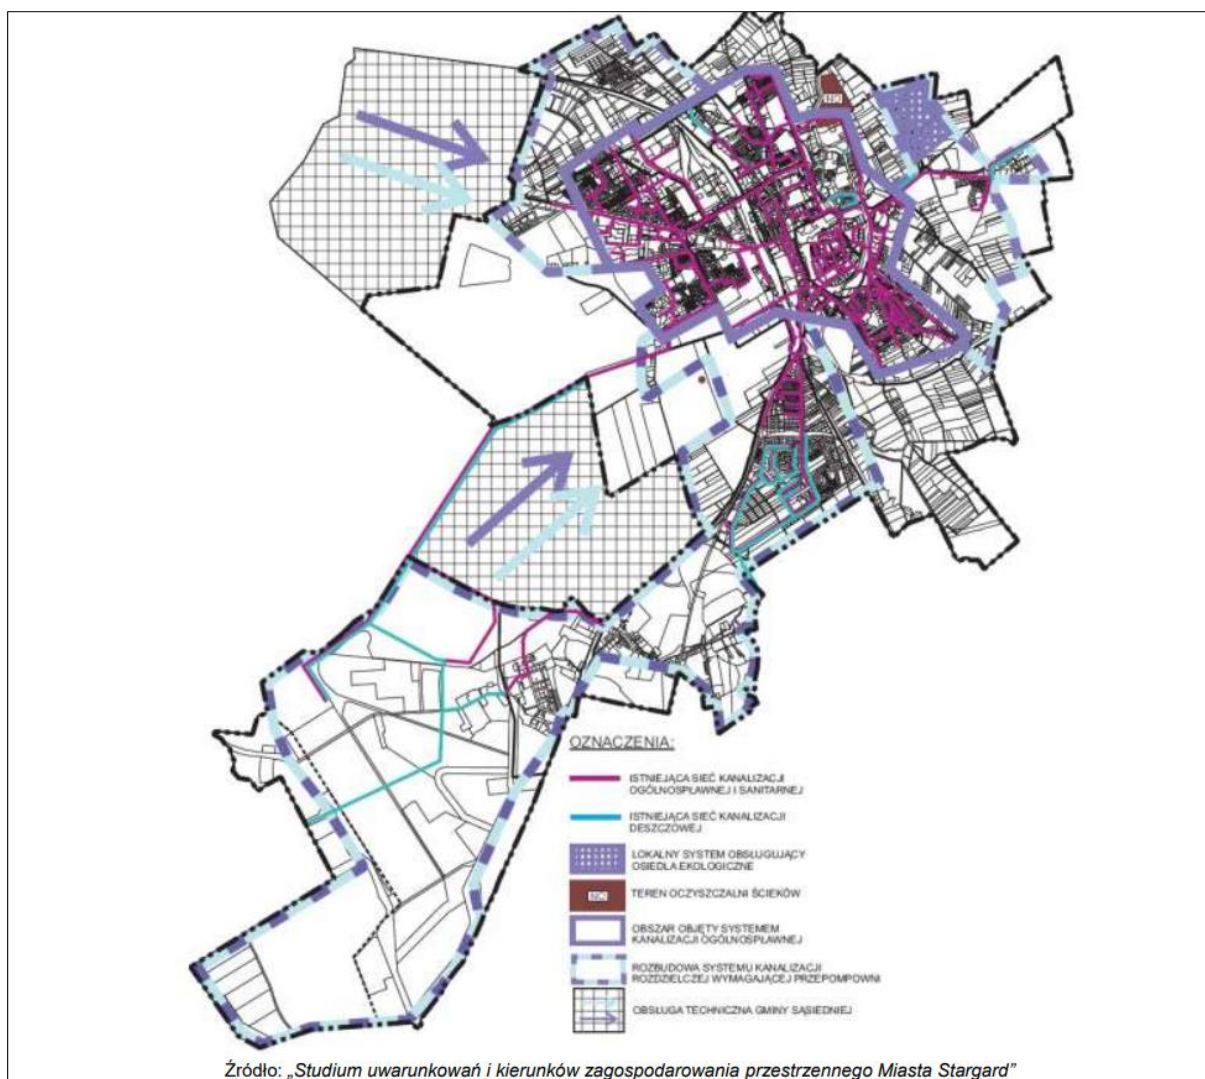 OZNACZENIA:
ISTNIEJĄCA SIEĆ KANALIZACJI
OGÓLNOSPŁAWNEJ I SANITARNEJ
ISTNIEJĄCA SIEĆ KANALIZACJI
DESZCZOWEJ
LOKALNY SYSTEM OBSŁUGUJĄCY
OSIEDLA EKOLOGICZNE
TEREN OCZYSZCZALNI ŚCIEKÓW
OBSZAR OBJĘTY SYSTEMEM
KANALIZACJI OGÓLNOSPŁAWNEJ
ROZBUDOWA SYSTEMU KANALIZACJI
ROZDZIELCZEJ WYMAGAJĄCEJ PRZEPOMPOWNI
OBSŁUGA TECHNICZNA GMINY SĄSIEDNIEJ
Źródło: „Studium uwarunkowań i kierunków zagospodarowania przestrzennego Miasta Stargard”